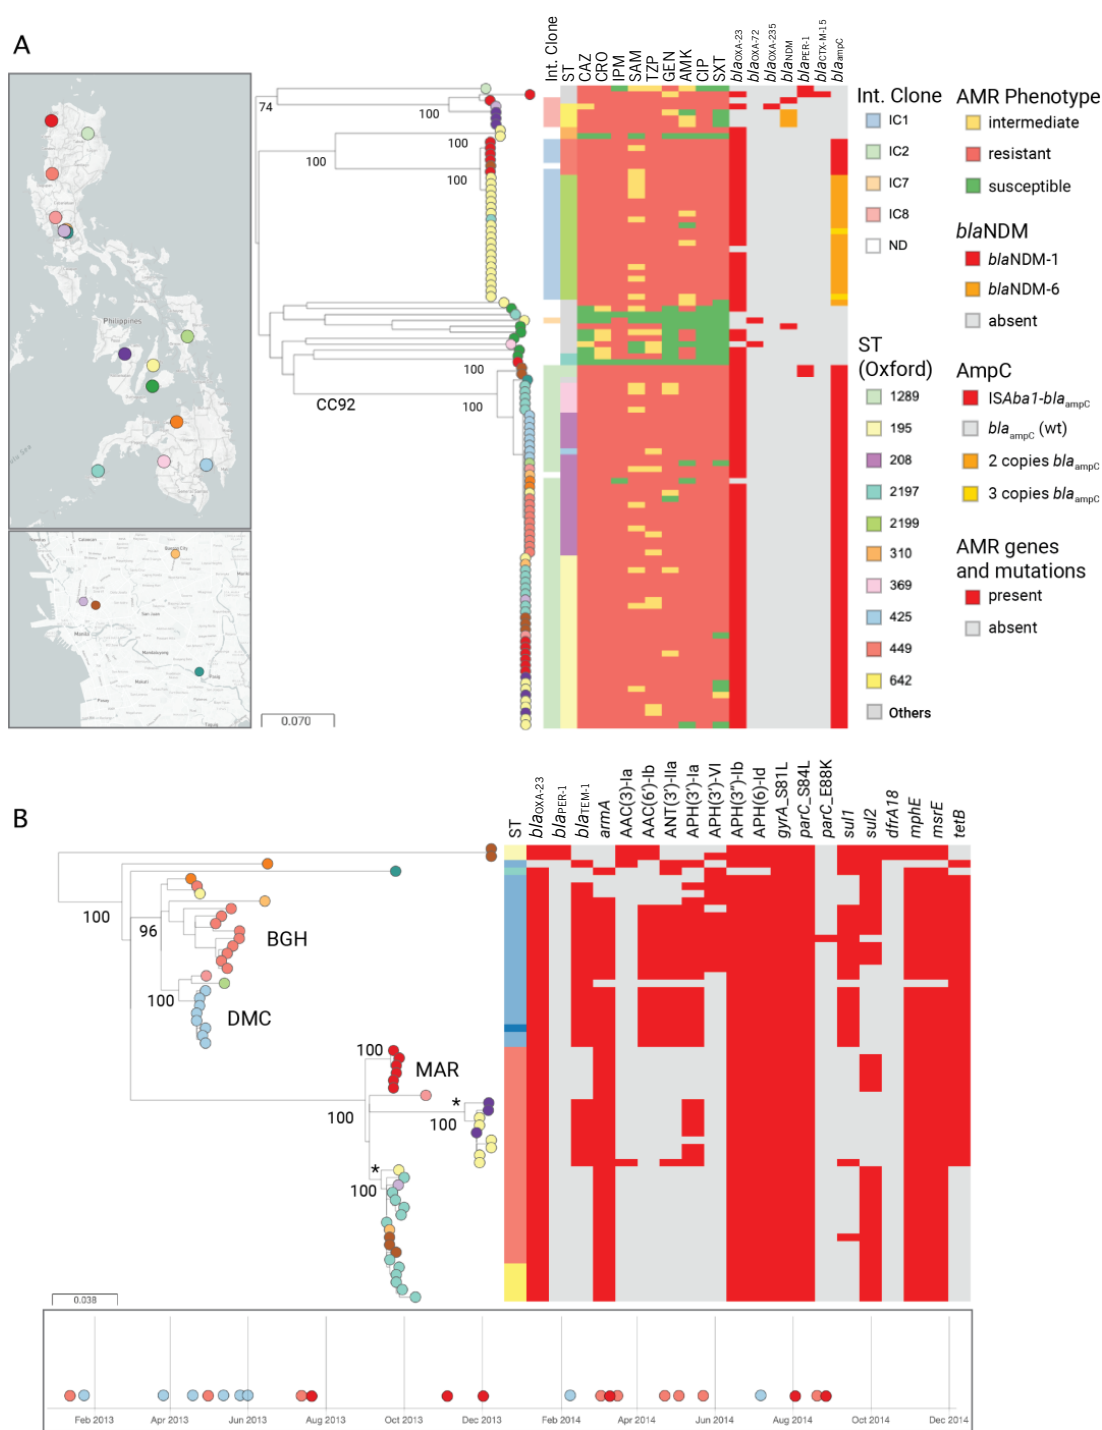 A
Int. Clone
ST
CAZ
CRO
IPM
SAM
TZP
GEN
AMK
CIP
SXT
blaOXA-23
blaOXA-72
blaOXA-235
blaNDM
blaPER-1
blaCTX-M-15
blaampC
Philippines
74
100
100
100
100
100
100
CC92
0.070
Int. Clone
IC1
IC2
IC7
IC8
ND
ST
(Oxford)
1289
195
208
2197
2199
310
369
425
449
642
Others
AMR Phenotype
intermediate
resistant
susceptible
blaNDM
blaNDM-1
blaNDM-6
absent
AmpC
ISAba1-blaampC
blaampC (wt)
2 copies blaampC
3 copies blaampC
AMR genes
and mutations
present
absent
B
ST
blaOXA-23
blaPER-1
blaTEM-1
armA
AAC(3)-Ia
AAC(6')-Ib
ANT(3')-IIa
APH(3')-Ia
APH(3')-VI
APH(3'')-Ib
APH(6)-Id
gyrA_S81L
parC_S84L
parC_E88K
sul1
sul2
dfrA18
mphE
msrE
tetB
100
96
BGH
100
DMC
100
MAR
*
100
100
*
100
0.038
Feb 2013
Apr 2013
Jun 2013
Aug 2013
Oct 2013
Dec 2013
Feb 2014
Apr 2014
Jun 2014
Aug 2014
Oct 2014
Dec 2014